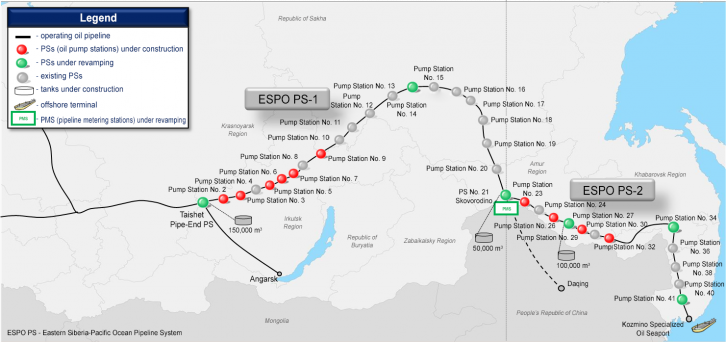 Legend
- operating oil pipeline
- PSs (oil pump stations) under construction
- PSs under revamping
- existing PSs
- tanks under construction
- offshore terminal
PMS
- PMS (pipeline metering stations) under revamping
Republic of Sakha
ESPO PS-1
Pump Station No. 13
Pump Station
No. 15
Pump
Station No.
12
Pump Station
No. 14
Pump Station No. 16
Pump Station No. 17
Pump Station No. 11
Pump Station No. 18
Krasnoyarsk
Region
Pump Station No. 10
Pump Station No. 19
Pump Station No. 8
Pump Station No. 9
Pump Station No. 6
Pump Station No. 7
Pump Station No. 20
Amur
Region
Khabarovak Region
Pump Station No. 4
Pump Station No. 5
Pump Station No. 2
Pump Station No. 3
PS No. 21
Skovorodino
PMS
Pump
Station No.
23
ESPO PS-2
Pump Station No. 24
Pump Station No. 27
Pump Station No. 26
Pump Station No. 30
Pump Station No. 29
Pump Station No. 32
Pump Station No. 34
Taishet
Pipe-End PS
150,000 m³
Irkutsk
Region
Republic of
Buryatia
Zabaikalsky Region
50,000 m³
100,000 m³
Pump Station
No. 36
Pump Station
No. 38
Pump Station
No. 40
Pump Station No. 41
Angarsk
Daqing
Mongolia
People's Republic of China
Kozmino Specialized
Oil Seaport
ESPO PS - Eastern Siberia-Pacific Ocean Pipeline System